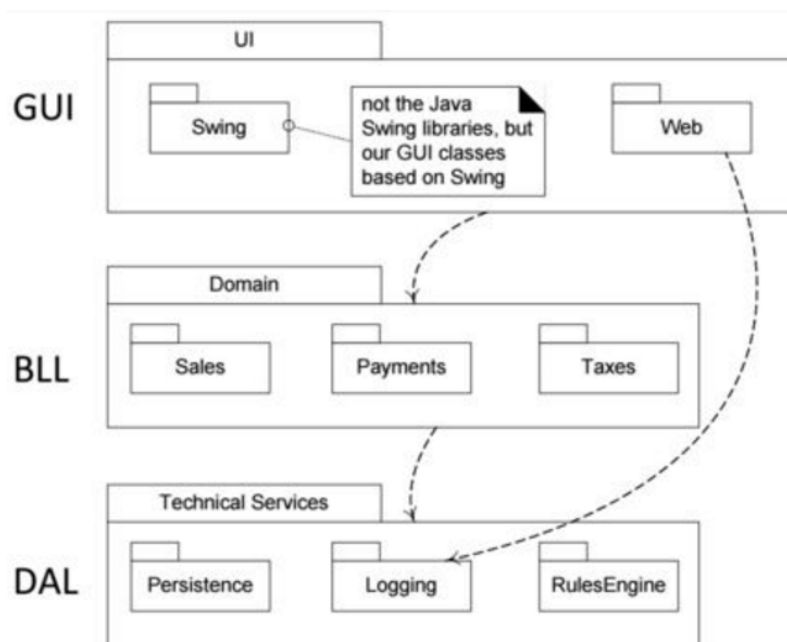 UI
GUI
Swing
not the Java
Swing libraries, but
our GUI classes
based on Swing
Web
Domain
BLL
Sales
Payments
Taxes
Technical Services
DAL
Persistence
Logging
RulesEngine